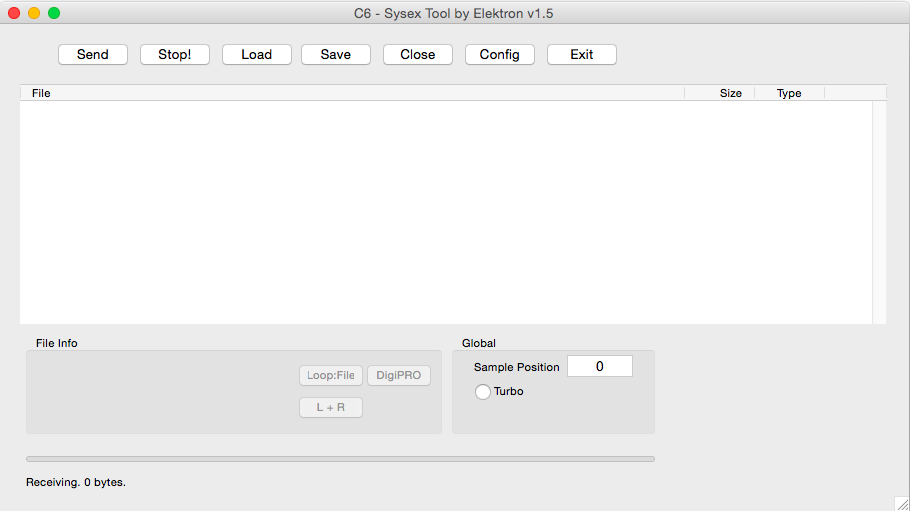 C6 - Sysex Tool by Elektron v1.5
Send Stop! Load Save Close Config Exit
File Size Type
File Info Global
Sample Position 0
Loop:File DigiPRO
Turbo
L + R
Receiving. 0 bytes.